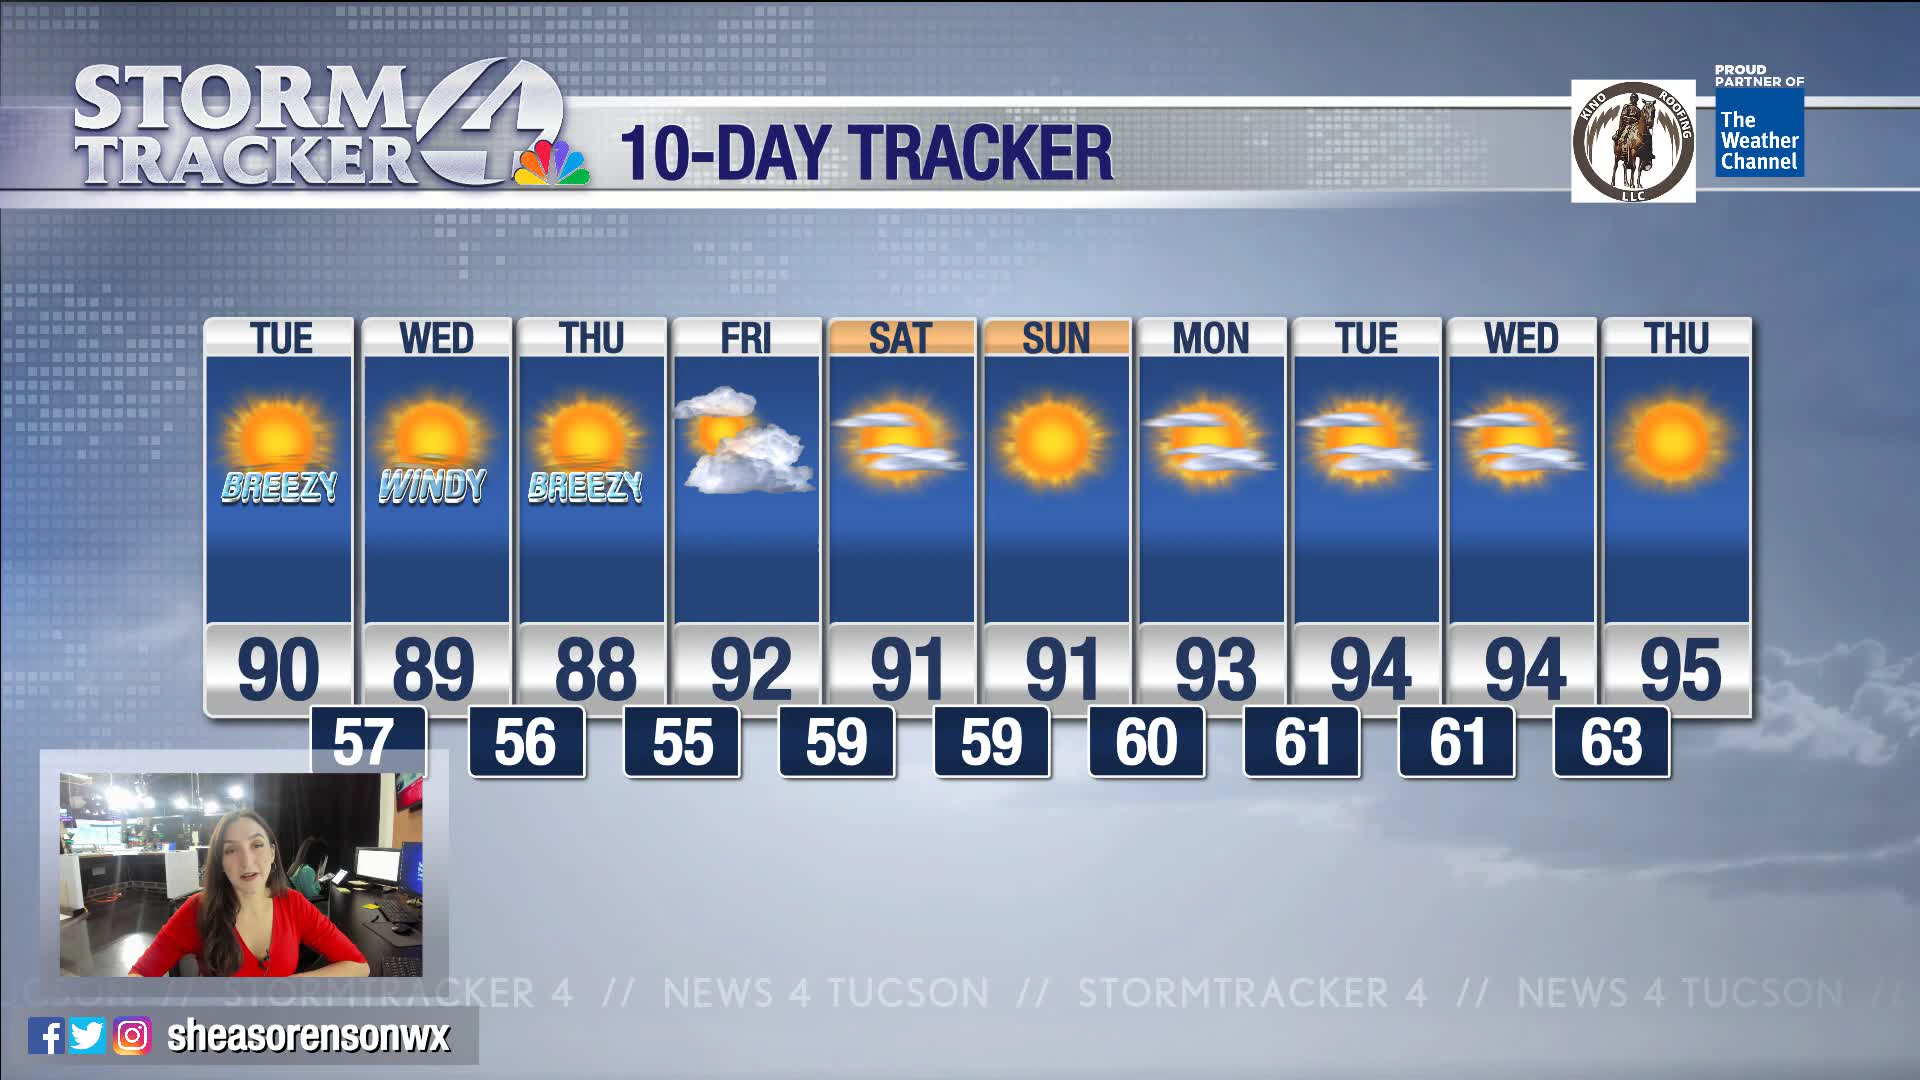 STORM
TRACKER 4
10-DAY TRACKER
KINO ROOFING
LLC
PROUD
PARTNER OF
The
Weather
Channel
TUE WED THU FRI SAT SUN MON TUE WED THU
BREEZY WINDY BREEZY
90 89 88 92 91 91 93 94 94 95
57 56 55 59 59 60 61 61 63
UCSON // STORMTRACKER 4 // NEWS 4 TUCSON // STORMTRACKER 4 // NEWS 4 TUCSON //
sheasorensonwx